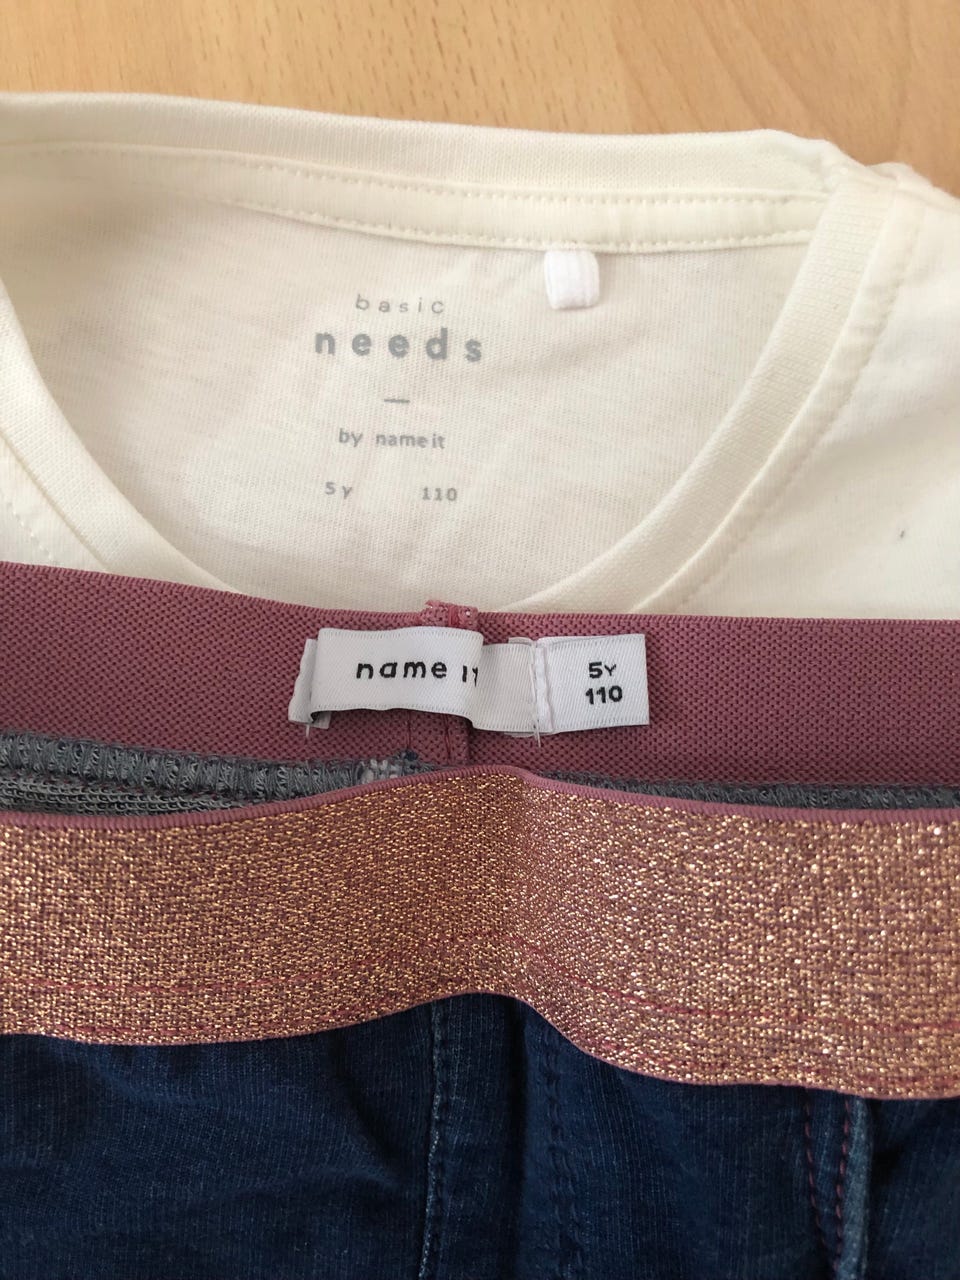 basic
needs
—
by name it
5y 110
name it
5Y
110